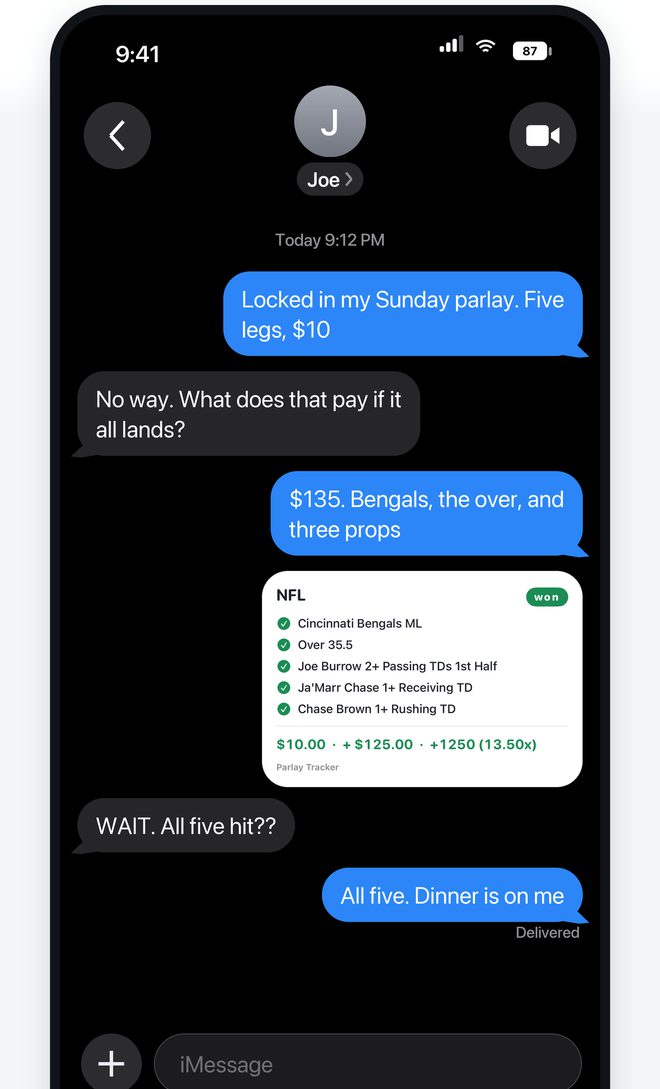 9:41
87
J
Joe
Today 9:12 PM
Locked in my Sunday parlay. Five
legs, $10
No way. What does that pay if it
all lands?
$135. Bengals, the over, and
three props
NFL
won
Cincinnati Bengals ML
Over 35.5
Joe Burrow 2+ Passing TDs 1st Half
Ja'Marr Chase 1+ Receiving TD
Chase Brown 1+ Rushing TD
$10.00 · + $125.00 · +1250 (13.50x)
Parlay Tracker
WAIT. All five hit??
All five. Dinner is on me
Delivered
iMessage